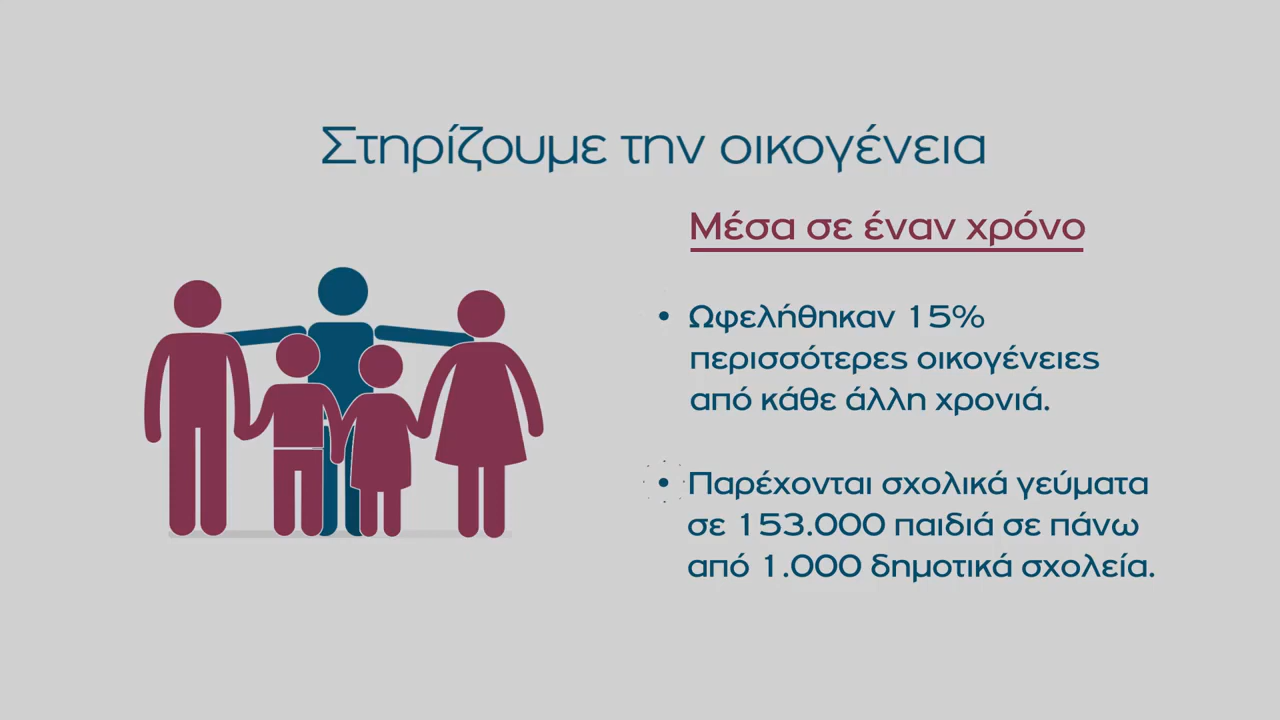 Στηρίζουμε την οικογένεια
Μέσα σε έναν χρόνο
• Ωφελήθηκαν 15%
περισσότερες οικογένειες
από κάθε άλλη χρονιά.
• Παρέχονται σχολικά γεύματα
σε 153.000 παιδιά σε πάνω
από 1.000 δημοτικά σχολεία.